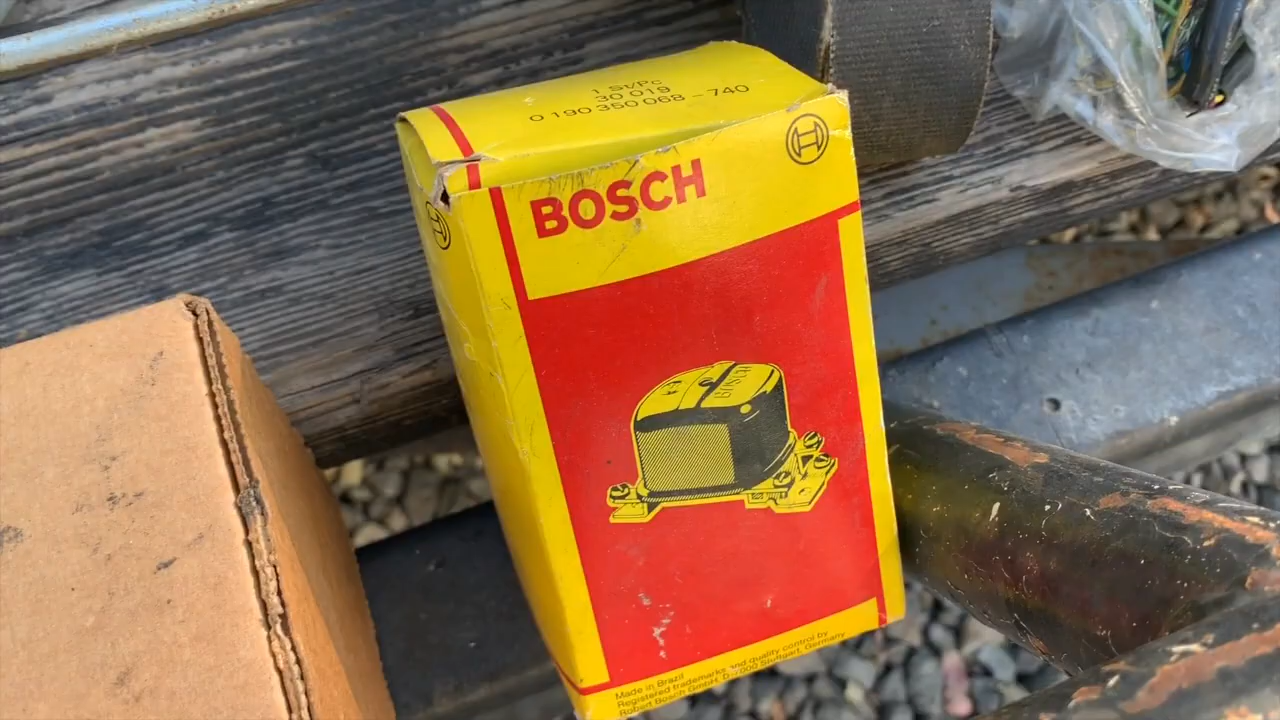 1 St/Pc
30 019
0 190 350 068 - 740
BOSCH
BOSCH
Made in Brazil
Registered trademarks and quality control by
Robert Bosch GmbH, D-7000 Stuttgart, Germany